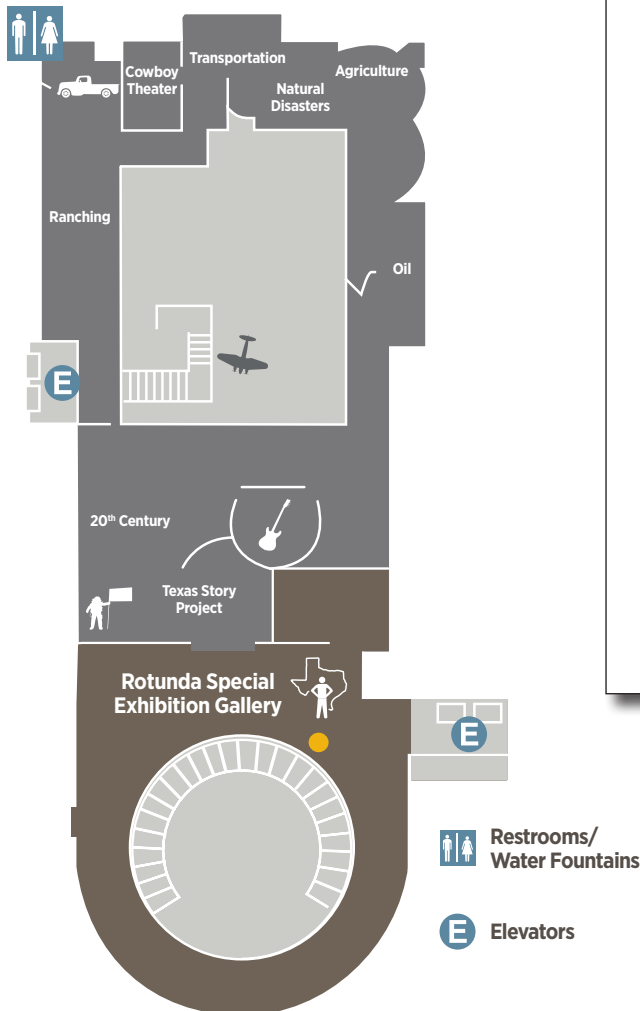 Transportation
Cowboy
Theater
Agriculture
Natural
Disasters
Ranching
Oil
E
20th Century
Texas Story
Project
Rotunda Special
Exhibition Gallery
E
Restrooms/
Water Fountains
E Elevators